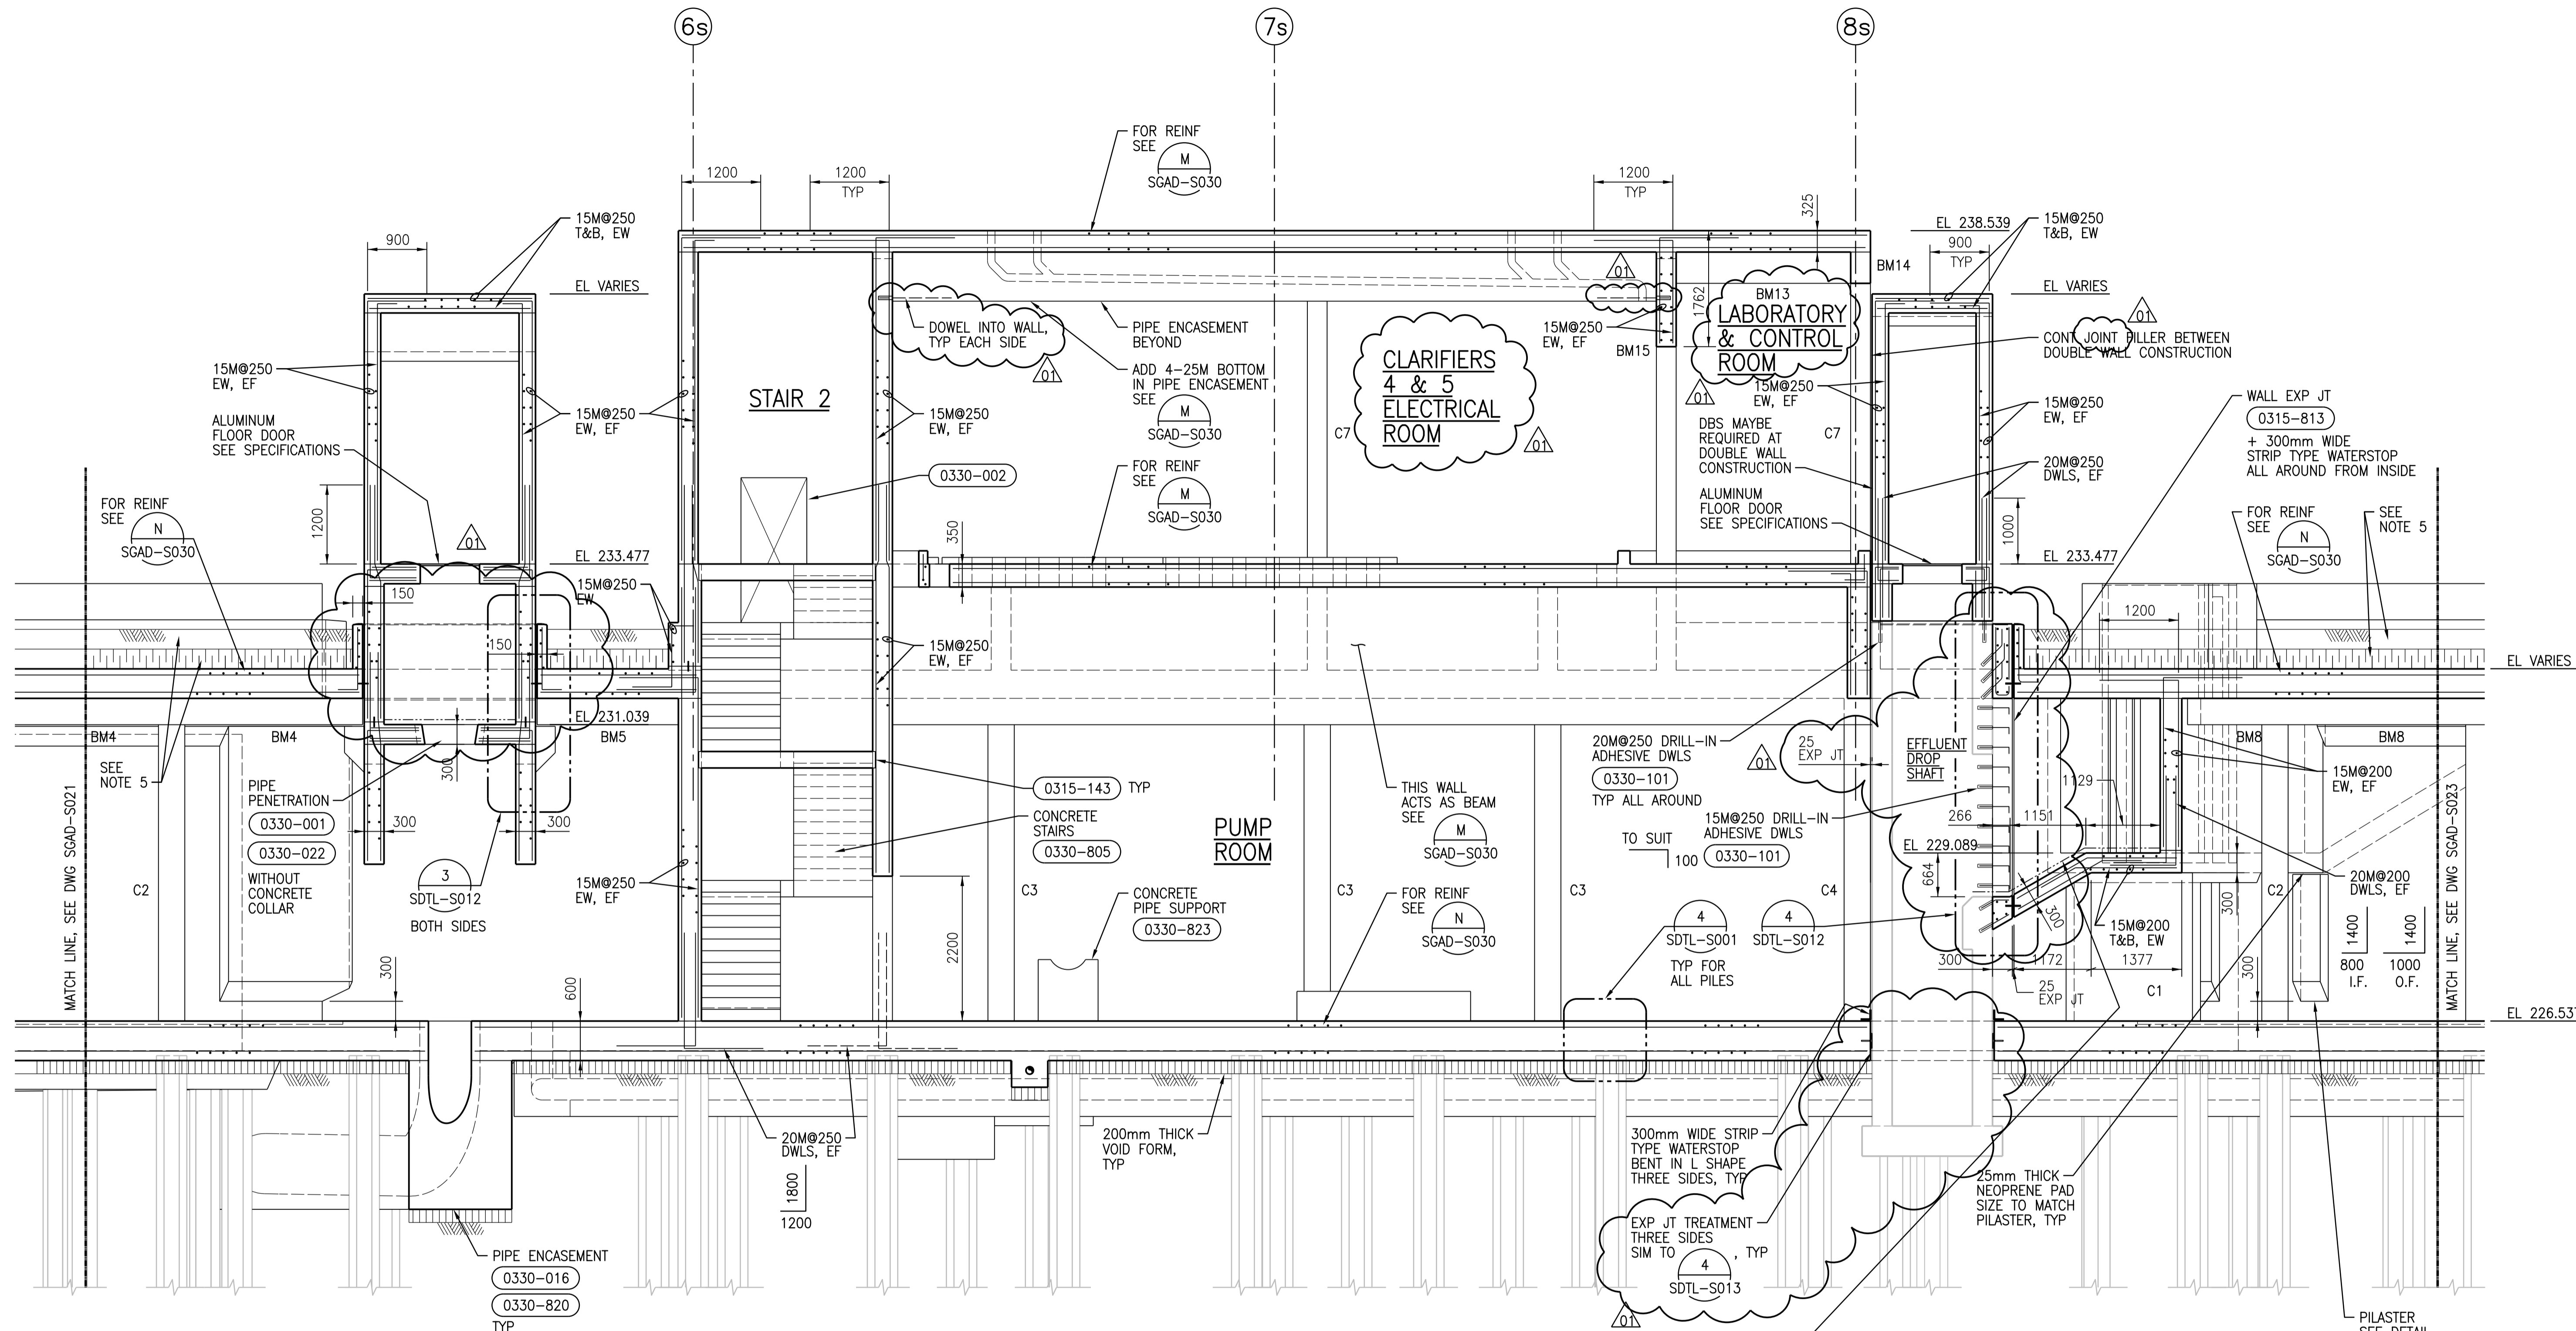 6s
7s
8s
FOR REINF
SEE
M
SGAD-S030
1200
1200
TYP
1200
TYP
325
EL 238.539
15M@250
T&B, EW
900
15M@250
T&B, EW
900
TYP
BM14
EL VARIES
EL VARIES
01
BM13
LABORATORY
& CONTROL
ROOM
1762
01
01
DOWEL INTO WALL,
TYP EACH SIDE
01
PIPE ENCASEMENT
BEYOND
15M@250
EW, EF
BM15
CONT JOINT FILLER BETWEEN
DOUBLE WALL CONSTRUCTION
15M@250
EW, EF
ADD 4-25M BOTTOM
IN PIPE ENCASEMENT
SEE
M
SGAD-S030
CLARIFIERS
4 & 5
ELECTRICAL
ROOM
01
STAIR 2
15M@250
EW, EF
WALL EXP JT
0315-813
+ 300mm WIDE
STRIP TYPE WATERSTOP
ALL AROUND FROM INSIDE
ALUMINUM
FLOOR DOOR
SEE SPECIFICATIONS
15M@250
EW, EF
15M@250
EW, EF
C7
DBS MAYBE
REQUIRED AT
DOUBLE WALL
CONSTRUCTION
C7
15M@250
EW, EF
20M@250
DWLS, EF
0330-002
FOR REINF
SEE
M
SGAD-S030
ALUMINUM
FLOOR DOOR
SEE SPECIFICATIONS
FOR REINF
SEE
N
SGAD-S030
1200
01
350
1000
FOR REINF
SEE
N
SGAD-S030
SEE
NOTE 5
EL 233.477
EL 233.477
15M@250
EW
150
150
1200
15M@250
EW, EF
EL VARIES
EL 231.039
BM4
BM4
BM5
SEE
NOTE 5
300
C2
PIPE
PENETRATION
0330-001
0330-022
WITHOUT
CONCRETE
COLLAR
300
300
3
SDTL-S012
BOTH SIDES
15M@250
EW, EF
0315-143
TYP
CONCRETE
STAIRS
0330-805
PUMP
ROOM
THIS WALL
ACTS AS BEAM
SEE
M
SGAD-S030
20M@250 DRILL-IN
ADHESIVE DWLS
0330-101
TYP ALL AROUND
01
25
EXP JT
EFFLUENT
DROP
SHAFT
15M@250 DRILL-IN
ADHESIVE DWLS
0330-101
TO SUIT
100
266
1151
1129
BM8
BM8
15M@200
EW, EF
EL 229.089
664
300
20M@200
DWLS, EF
300
15M@200
T&B, EW
C2
1400
800
I.F.
1400
1000
O.F.
MATCH LINE, SEE DWG SGAD-S021
MATCH LINE, SEE DWG SGAD-S023
C3
CONCRETE
PIPE SUPPORT
0330-823
C3
FOR REINF
SEE
N
SGAD-S030
C3
4
SDTL-S001
TYP FOR
ALL PILES
4
SDTL-S012
C4
300
1172
1377
25
EXP JT
C1
300
2200
300
600
EL 226.537
20M@250
DWLS, EF
1800
1200
200mm THICK
VOID FORM,
TYP
300mm WIDE STRIP
TYPE WATERSTOP
BENT IN L SHAPE
THREE SIDES, TYP
25mm THICK
NEOPRENE PAD
SIZE TO MATCH
PILASTER, TYP
EXP JT TREATMENT
THREE SIDES
SIM TO
4
SDTL-S013
, TYP
01
PIPE ENCASEMENT
0330-016
0330-820
TYP
PILASTER
SEE DETAIL